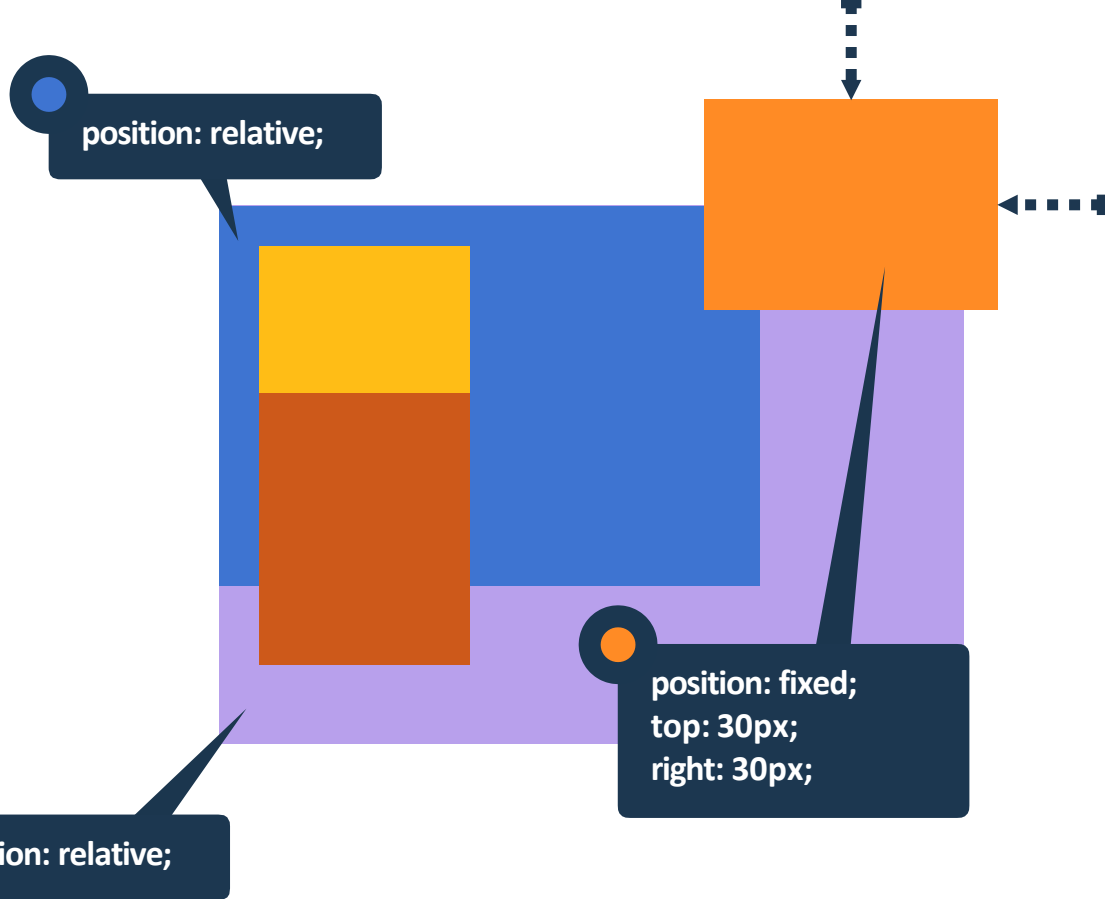 position: relative;
position: fixed;
top: 30px;
right: 30px;
ion: relative;